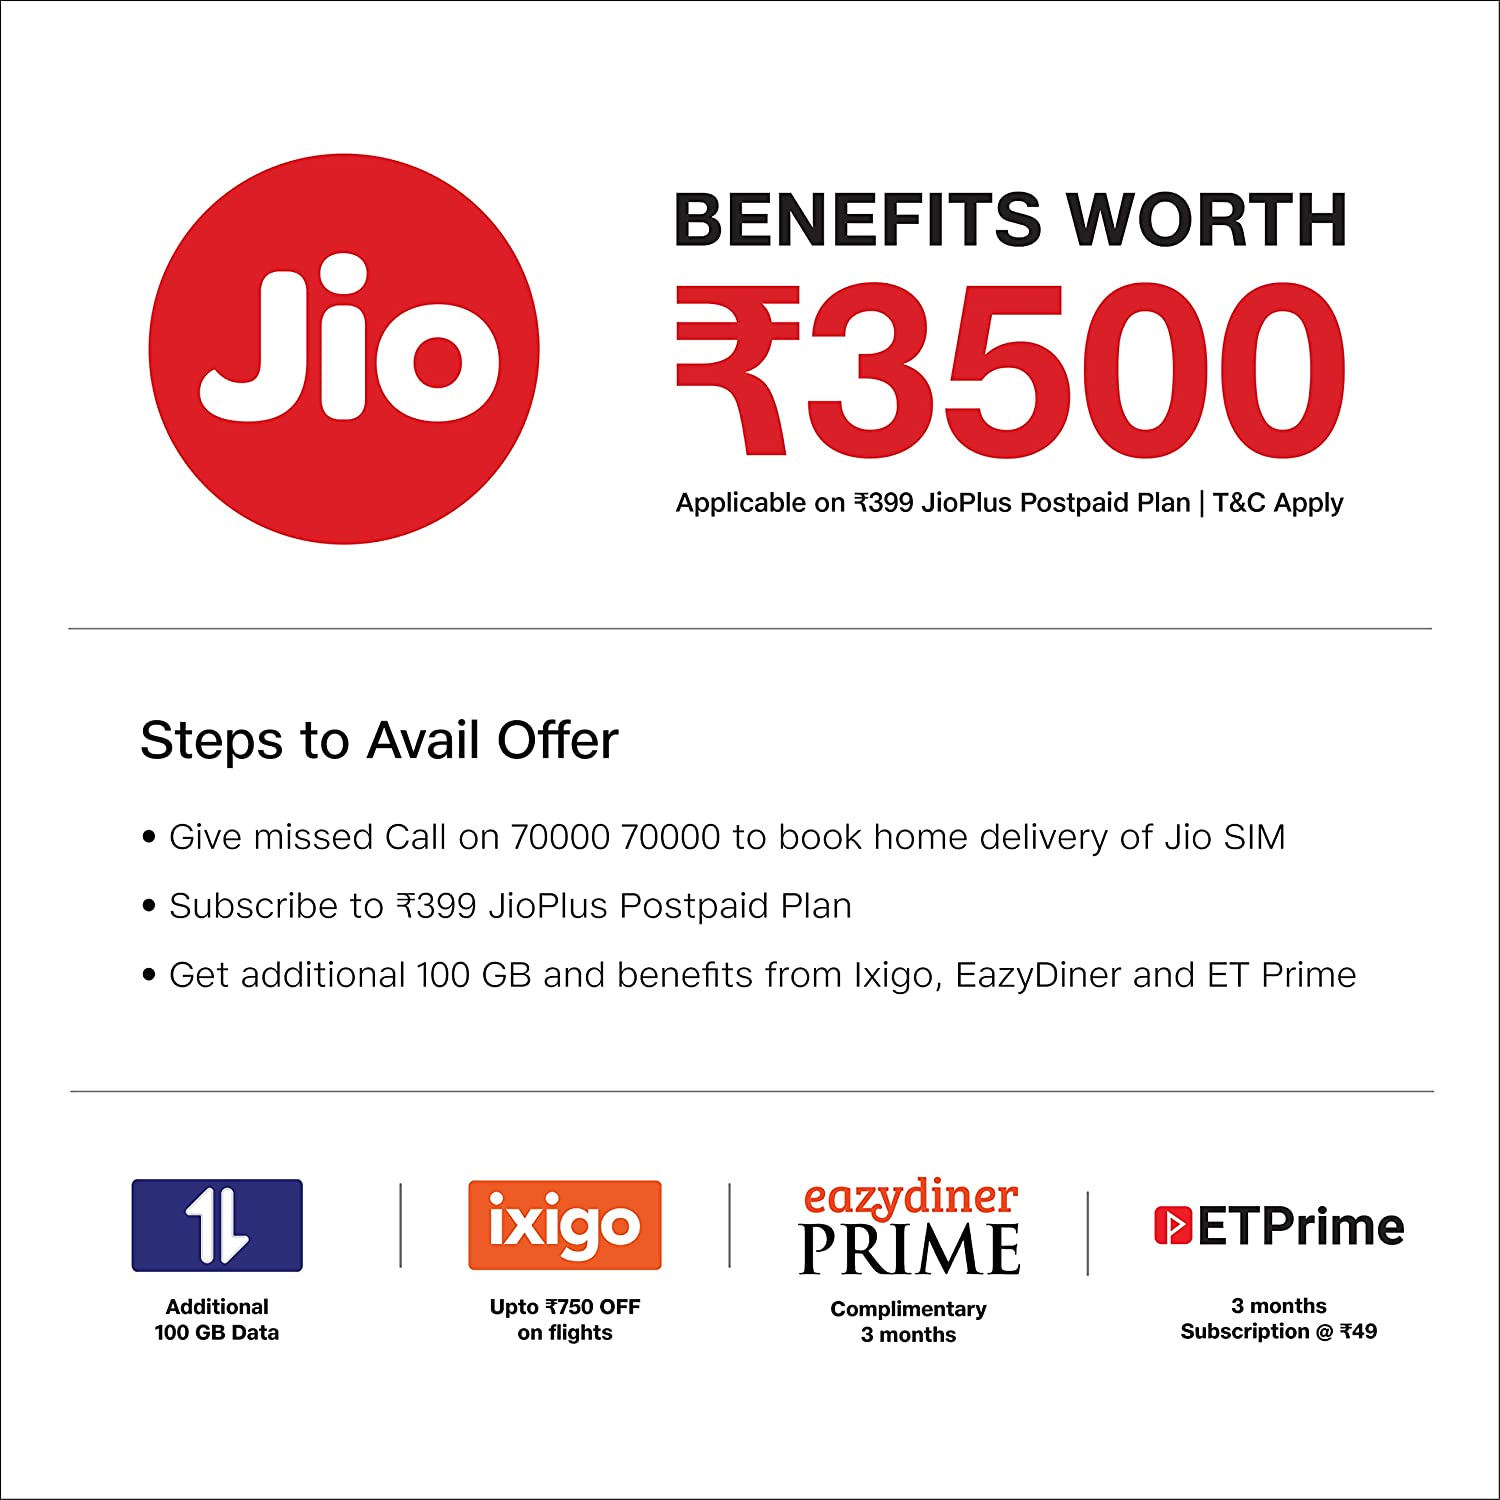 Jio
BENEFITS WORTH
₹3500
Applicable on ₹399 JioPlus Postpaid Plan | T&C Apply
Steps to Avail Offer
• Give missed Call on 70000 70000 to book home delivery of Jio SIM
• Subscribe to ₹399 JioPlus Postpaid Plan
• Get additional 100 GB and benefits from Ixigo, EazyDiner and ET Prime
Additional
100 GB Data
ixigo
Upto ₹750 OFF
on flights
eazydiner
PRIME
Complimentary
3 months
ETPrime
3 months
Subscription @ ₹49